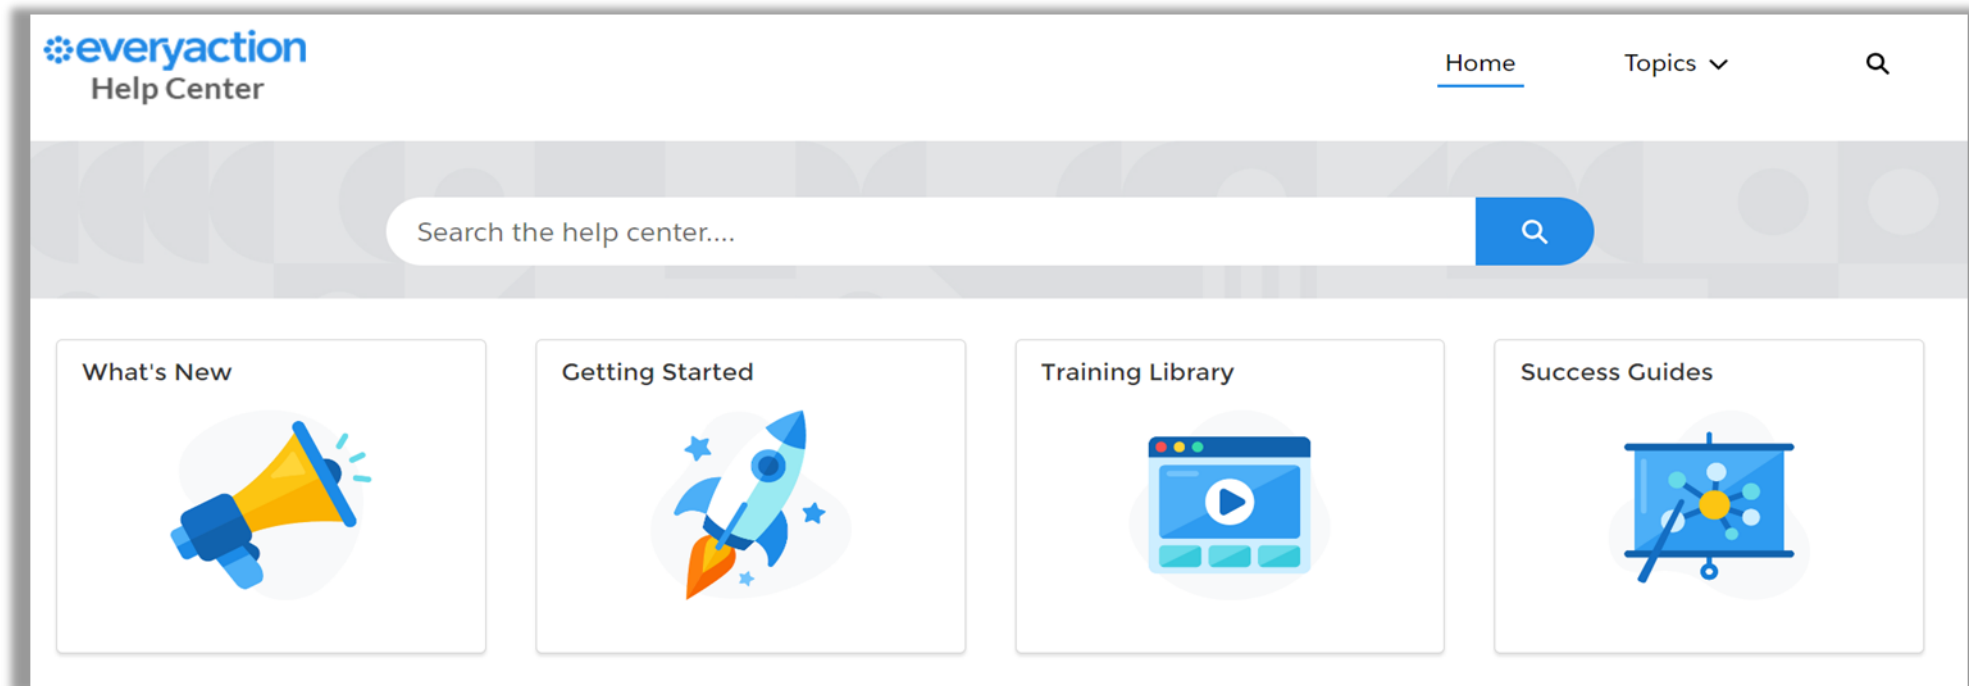 everyaction
Help Center
Home
Topics
Search the help center....
What's New
Getting Started
Training Library
Success Guides